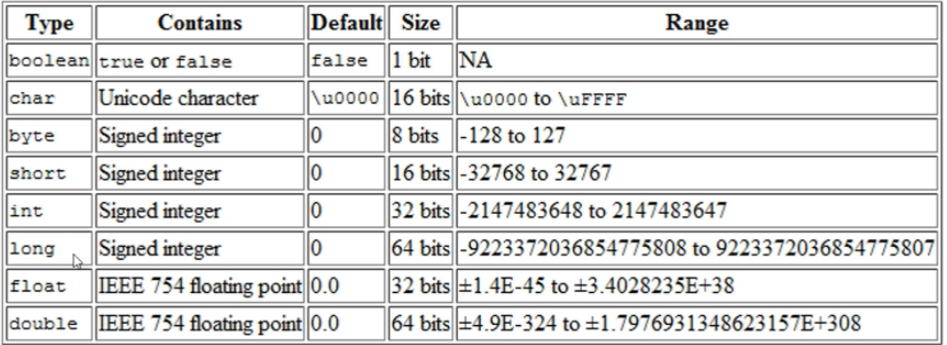 Type Contains Default Size Range
boolean true or false false 1 bit NA
char Unicode character \u0000 16 bits \u0000 to \uFFFF
byte Signed integer 0 8 bits -128 to 127
short Signed integer 0 16 bits -32768 to 32767
int Signed integer 0 32 bits -2147483648 to 2147483647
long Signed integer 0 64 bits -9223372036854775808 to 9223372036854775807
float IEEE 754 floating point 0.0 32 bits ±1.4E-45 to ±3.4028235E+38
double IEEE 754 floating point 0.0 64 bits ±4.9E-324 to ±1.7976931348623157E+308